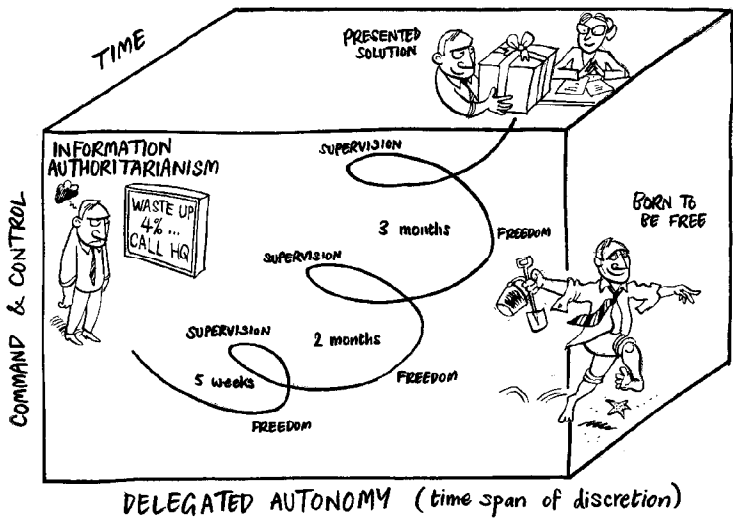 TIME
PRESENTED
SOLUTION
INFORMATION
AUTHORITARIANISM
WASTE UP
4%...
CALL HQ
SUPERVISION
3 months
FREEDOM
BORN TO
BE FREE
SUPERVISION
2 months
FREEDOM
SUPERVISION
5 weeks
FREEDOM
COMMAND & CONTROL
DELEGATED AUTONOMY (time span of discretion)